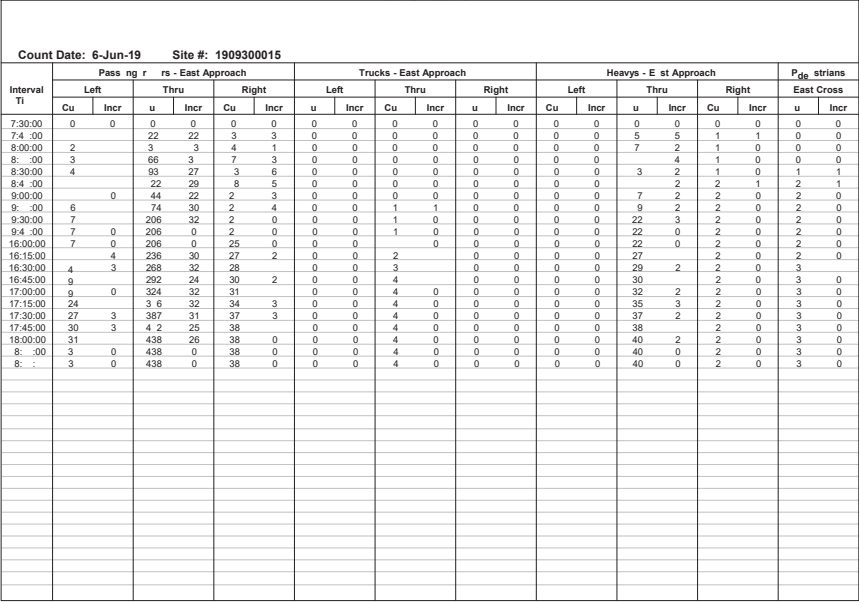 Count Date: 6-Jun-19 Site #: 1909300015
Pass ng r rs - East Approach Trucks - East Approach Heavys - E st Approach Pde strians
Interval Left Thru Right Left Thru Right Left Thru Right East Cross
Ti Cu Incr u Incr Cu Incr u Incr Cu Incr u Incr Cu Incr u Incr Cu Incr u Incr
7:30:00 0 0 0 0 0 0 0 0 0 0 0 0 0 0 0 0 0 0 0 0
7:4 :00 22 22 3 3 0 0 0 0 0 0 0 0 5 5 1 1 0 0
8:00:00 2 3 3 4 1 0 0 0 0 0 0 0 0 7 2 1 0 0 0
8: :00 3 66 3 7 3 0 0 0 0 0 0 0 0 4 1 0 0 0
8:30:00 4 93 27 3 6 0 0 0 0 0 0 0 0 3 2 1 0 1 1
8:4 :00 22 29 8 5 0 0 0 0 0 0 0 0 2 2 1 2 1
9:00:00 0 44 22 2 3 0 0 0 0 0 0 0 0 7 2 2 0 2 0
9: :00 6 74 30 2 4 0 0 1 1 0 0 0 0 9 2 2 0 2 0
9:30:00 7 206 32 2 0 0 0 1 0 0 0 0 0 22 3 2 0 2 0
9:4 :00 7 206 0 2 0 0 0 1 0 0 0 0 0 22 0 2 0 2 0
16:00:00 7 0 206 0 25 0 0 0 0 0 0 0 0 22 0 2 0 2 0
16:15:00 4 236 30 27 2 0 0 2 0 0 0 0 27 2 0 2 0
16:30:00 4 3 268 32 28 0 0 3 0 0 0 0 29 2 2 0 3
16:45:00 9 292 24 30 2 0 0 4 0 0 0 0 30 2 0 3 0
17:00:00 9 0 324 32 31 0 0 4 0 0 0 0 0 32 2 2 0 3 0
17:15:00 24 3 6 32 34 3 0 0 4 0 0 0 0 0 35 3 2 0 3 0
17:30:00 27 3 387 31 37 3 0 0 4 0 0 0 0 0 37 2 2 0 3 0
17:45:00 30 3 4 2 25 38 0 0 4 0 0 0 0 0 38 2 0 3 0
18:00:00 31 438 26 38 0 0 0 4 0 0 0 0 0 40 2 2 0 3 0
8: :00 3 0 438 0 38 0 0 0 4 0 0 0 0 0 40 0 2 0 3 0
8: : 3 0 438 0 38 0 0 0 4 0 0 0 0 0 40 0 2 0 3 0